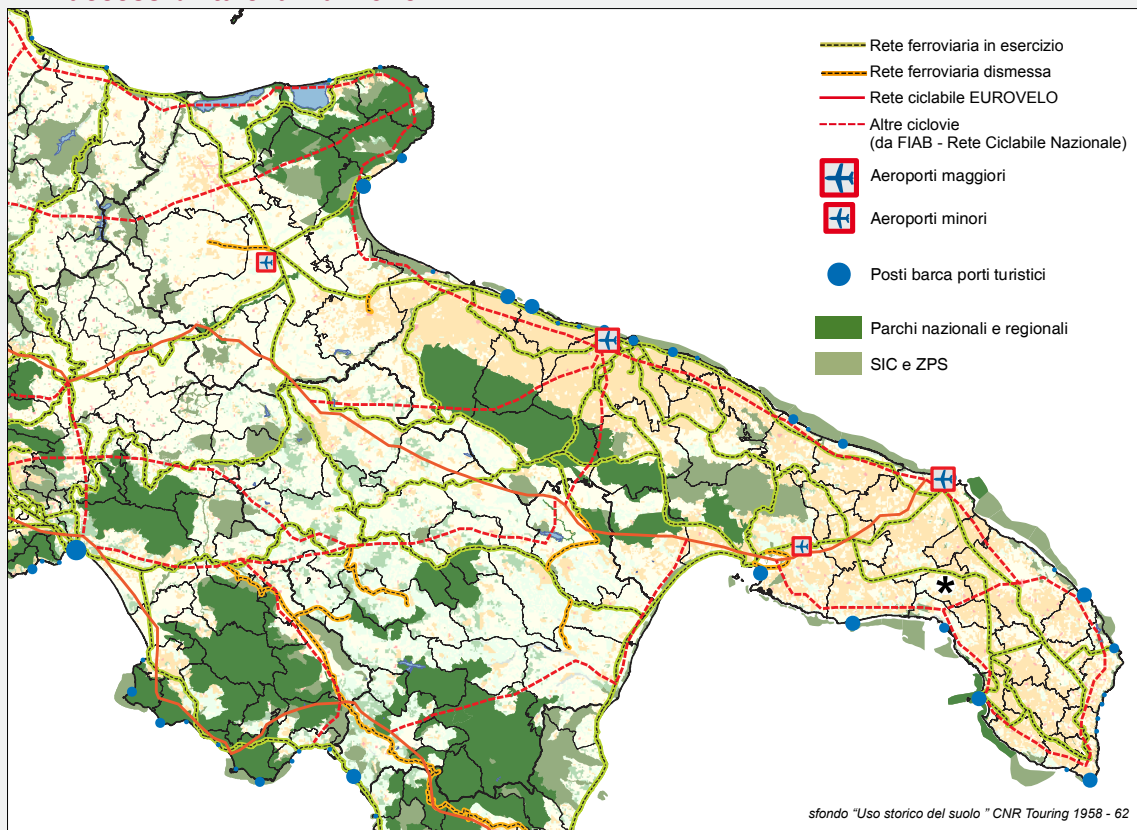 Rete ferroviaria in esercizio
Rete ferroviaria dismessa
Rete ciclabile EUROVELO
Altre ciclovie
(da FIAB - Rete Ciclabile Nazionale)
Aeroporti maggiori
Aeroporti minori
Posti barca porti turistici
Parchi nazionali e regionali
SIC e ZPS
*
sfondo “Uso storico del suolo ” CNR Touring 1958 - 62